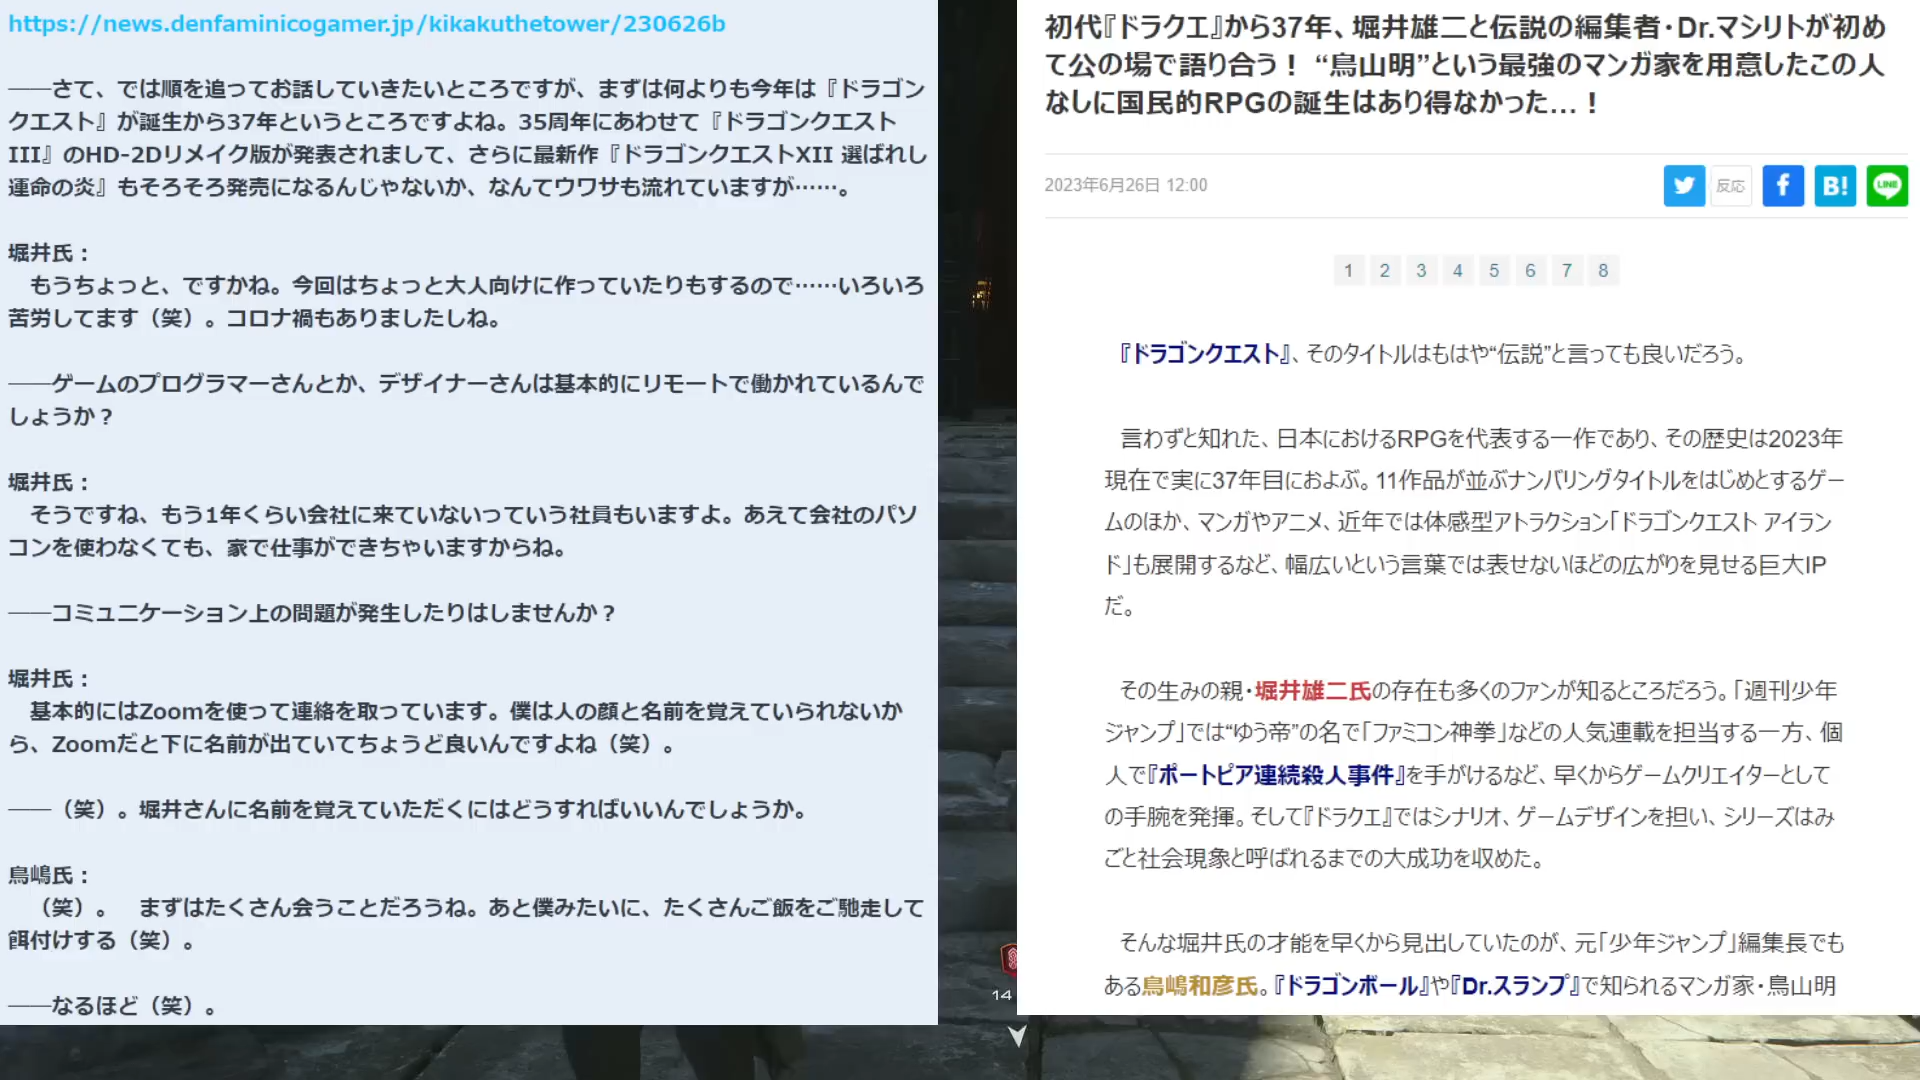 https://news.denfaminicogamer.jp/kikakuthetower/230626b
――さて、では順を追ってお話していきたいところですが、まずは何よりも今年は『ドラゴン
クエスト』が誕生から37年というところですよね。35周年にあわせて『ドラゴンクエスト
III』のHD-2Dリメイク版が発表されまして、さらに最新作『ドラゴンクエストXII 選ばれし
運命の炎』もそろそろ発売になるんじゃないか、なんてウワサも流れていますが……。
堀井氏：
　もうちょっと、ですかね。今回はちょっと大人向けに作っていたりもするので……いろいろ
苦労してます（笑）。コロナ禍もありましたしね。
――ゲームのプログラマーさんとか、デザイナーさんは基本的にリモートで働かれているんで
しょうか？
堀井氏：
　そうですね、もう1年くらい会社に来ていないっていう社員もいますよ。あえて会社のパソ
コンを使わなくても、家で仕事ができちゃいますからね。
――コミュニケーション上の問題が発生したりはしませんか？
堀井氏：
　基本的にはZoomを使って連絡を取っています。僕は人の顔と名前を覚えていられないか
ら、Zoomだと下に名前が出ていてちょうど良いんですよね（笑）。
――（笑）。堀井さんに名前を覚えていただくにはどうすればいいんでしょうか。
鳥嶋氏：
　（笑）。　まずはたくさん会うことだろうね。あと僕みたいに、たくさんご飯をご馳走して
餌付けする（笑）。
――なるほど（笑）。
初代『ドラクエ』から37年、堀井雄二と伝説の編集者・Dr.マシリトが初め
て公の場で語り合う！ “鳥山明”という最強のマンガ家を用意したこの人
なしに国民的RPGの誕生はあり得なかった…！
2023年6月26日 12:00
反応 f B! LINE
1 2 3 4 5 6 7 8
『ドラゴンクエスト』、そのタイトルはもはや“伝説”と言っても良いだろう。
　言わずと知れた、日本におけるRPGを代表する一作であり、その歴史は2023年
現在で実に37年目におよぶ。11作品が並ぶナンバリングタイトルをはじめとするゲー
ムのほか、マンガやアニメ、近年では体感型アトラクション「ドラゴンクエスト アイラン
ド」も展開するなど、幅広いという言葉では表せないほどの広がりを見せる巨大IP
だ。
　その生みの親・堀井雄二氏の存在も多くのファンが知るところだろう。「週刊少年
ジャンプ」では“ゆう帝”の名で「ファミコン神拳」などの人気連載を担当する一方、個
人で『ポートピア連続殺人事件』を手がけるなど、早くからゲームクリエイターとして
の手腕を発揮。そして『ドラクエ』ではシナリオ、ゲームデザインを担い、シリーズはみ
ごと社会現象と呼ばれるまでの大成功を収めた。
　そんな堀井氏の才能を早くから見出していたのが、元「少年ジャンプ」編集長でも
ある鳥嶋和彦氏。『ドラゴンボール』や『Dr.スランプ』で知られるマンガ家・鳥山明
14